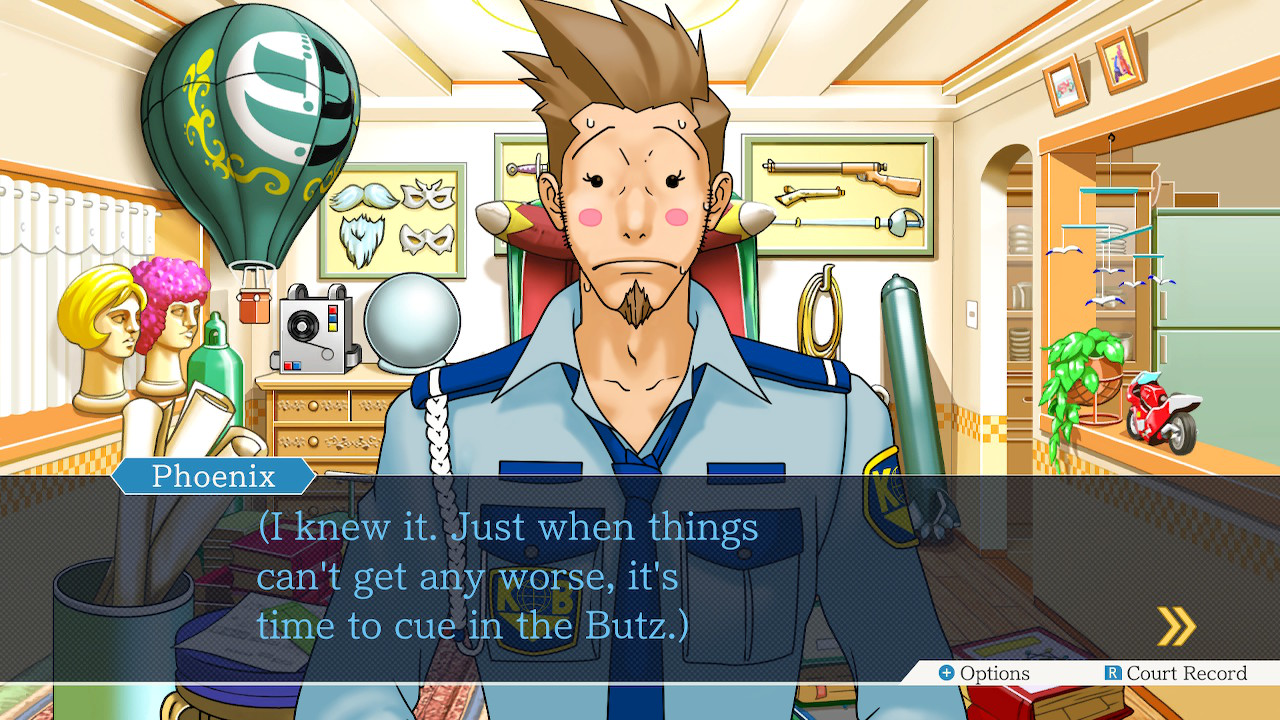 Phoenix
(I knew it. Just when things
can't get any worse, it's
time to cue in the Butz.)
+ Options
R Court Record
K
KB